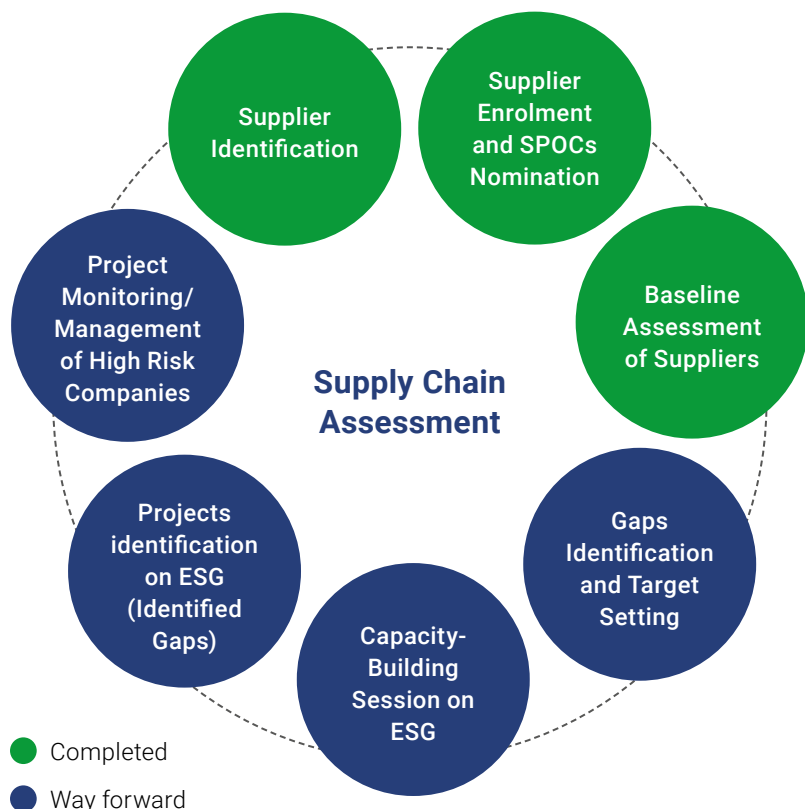 Supplier
Identification
Supplier
Enrolment
and SPOCs
Nomination
Baseline
Assessment
of Suppliers
Gaps
Identification
and Target
Setting
Capacity-
Building
Session on
ESG
Projects
identification
on ESG
(Identified
Gaps)
Project
Monitoring/
Management
of High Risk
Companies
Supply Chain
Assessment
Completed
Way forward